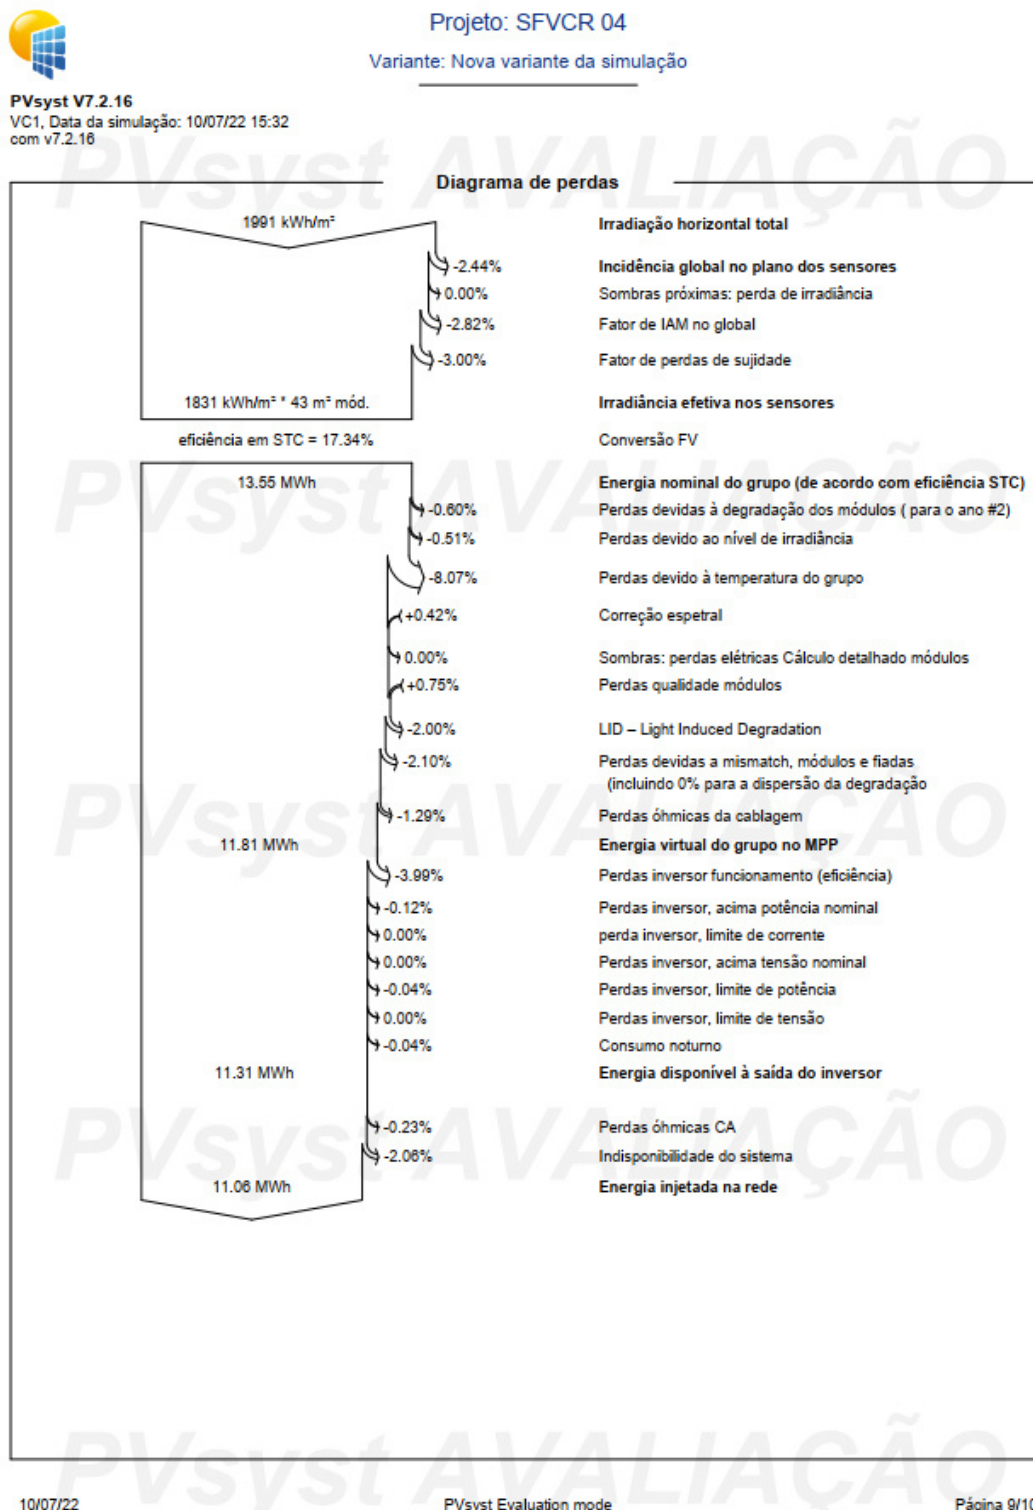 Projeto: SFVCR 04
Variante: Nova variante da simulação
PVsyst V7.2.16
VC1, Data da simulação: 10/07/22 15:32
com v7.2.16
PVsyst AVALIAÇÃO
Diagrama de perdas
1991 kWh/m² Irradiação horizontal total
-2.44% Incidência global no plano dos sensores
0.00% Sombras próximas: perda de irradiância
-2.82% Fator de IAM no global
-3.00% Fator de perdas de sujidade
1831 kWh/m² * 43 m² mód. Irradiância efetiva nos sensores
eficiência em STC = 17.34% Conversão FV
PVsyst AVALIAÇÃO
13.55 MWh Energia nominal do grupo (de acordo com eficiência STC)
-0.60% Perdas devidas à degradação dos módulos ( para o ano #2)
-0.51% Perdas devido ao nível de irradiância
-8.07% Perdas devido à temperatura do grupo
+0.42% Correção espetral
0.00% Sombras: perdas elétricas Cálculo detalhado módulos
+0.75% Perdas qualidade módulos
-2.00% LID – Light Induced Degradation
-2.10% Perdas devidas a mismatch, módulos e fiadas
(incluindo 0% para a dispersão da degradação
PVsyst AVALIAÇÃO
-1.29% Perdas óhmicas da cablagem
11.81 MWh Energia virtual do grupo no MPP
-3.99% Perdas inversor funcionamento (eficiência)
-0.12% Perdas inversor, acima potência nominal
0.00% perda inversor, limite de corrente
0.00% Perdas inversor, acima tensão nominal
-0.04% Perdas inversor, limite de potência
0.00% Perdas inversor, limite de tensão
-0.04% Consumo noturno
11.31 MWh Energia disponível à saída do inversor
PVsyst AVALIAÇÃO
-0.23% Perdas óhmicas CA
-2.06% Indisponibilidade do sistema
11.06 MWh Energia injetada na rede
PVsyst AVALIAÇÃO
10/07/22 PVsyst Evaluation mode Página 9/10